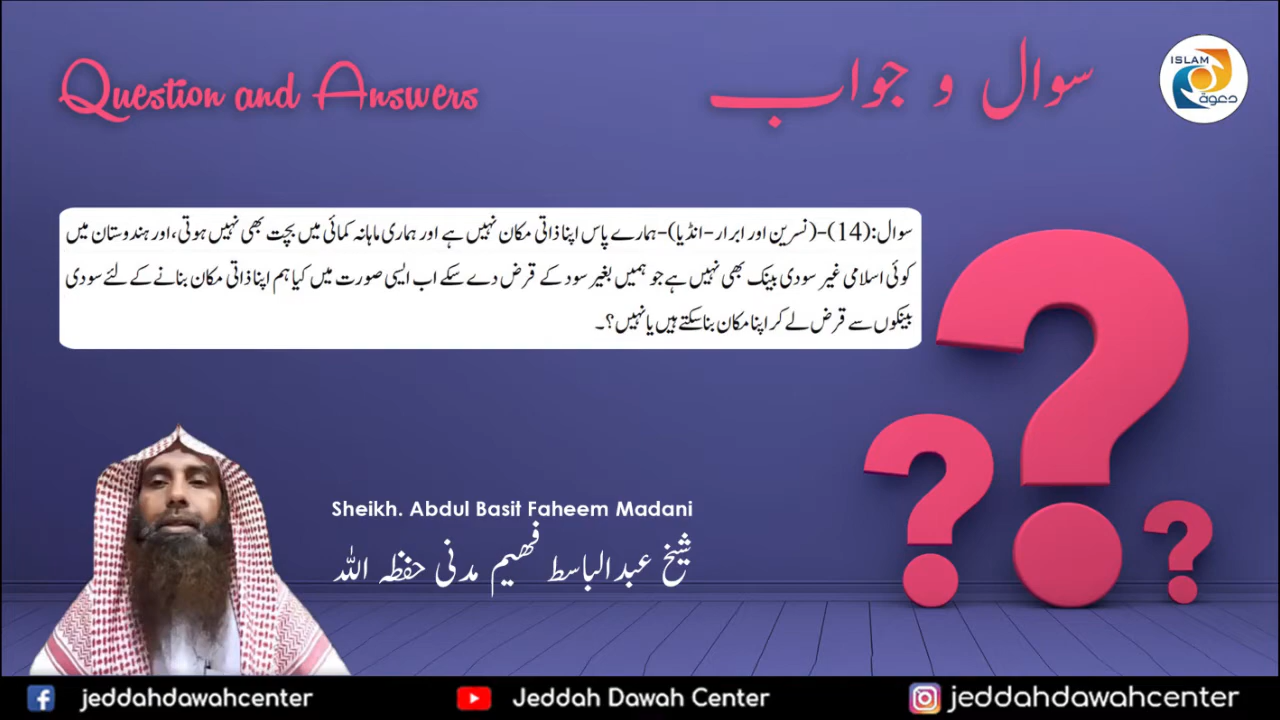 Question and Answers
سوال و جواب
ISLAM
دعوة
سوال:(14)-(نسرین اور ابرار-انڈیا)-ہمارے پاس اپنا ذاتی مکان نہیں ہے اور ہماری ماہانہ کمائی میں بچت بھی نہیں ہوتی، اور ہندوستان میں
کوئی اسلامی غیر سودی بینک بھی نہیں ہے جو ہمیں بغیر سود کے قرض دے سکے اب ایسی صورت میں کیا ہم اپنا ذاتی مکان بنانے کے لئے سودی
بینکوں سے قرض لے کر اپنا مکان بنا سکتے ہیں یا نہیں؟۔
Sheikh. Abdul Basit Faheem Madani
شیخ عبدالباسط فہیم مدنی حفظہ اللہ
jeddahdawahcenter
Jeddah Dawah Center
jeddahdawahcenter